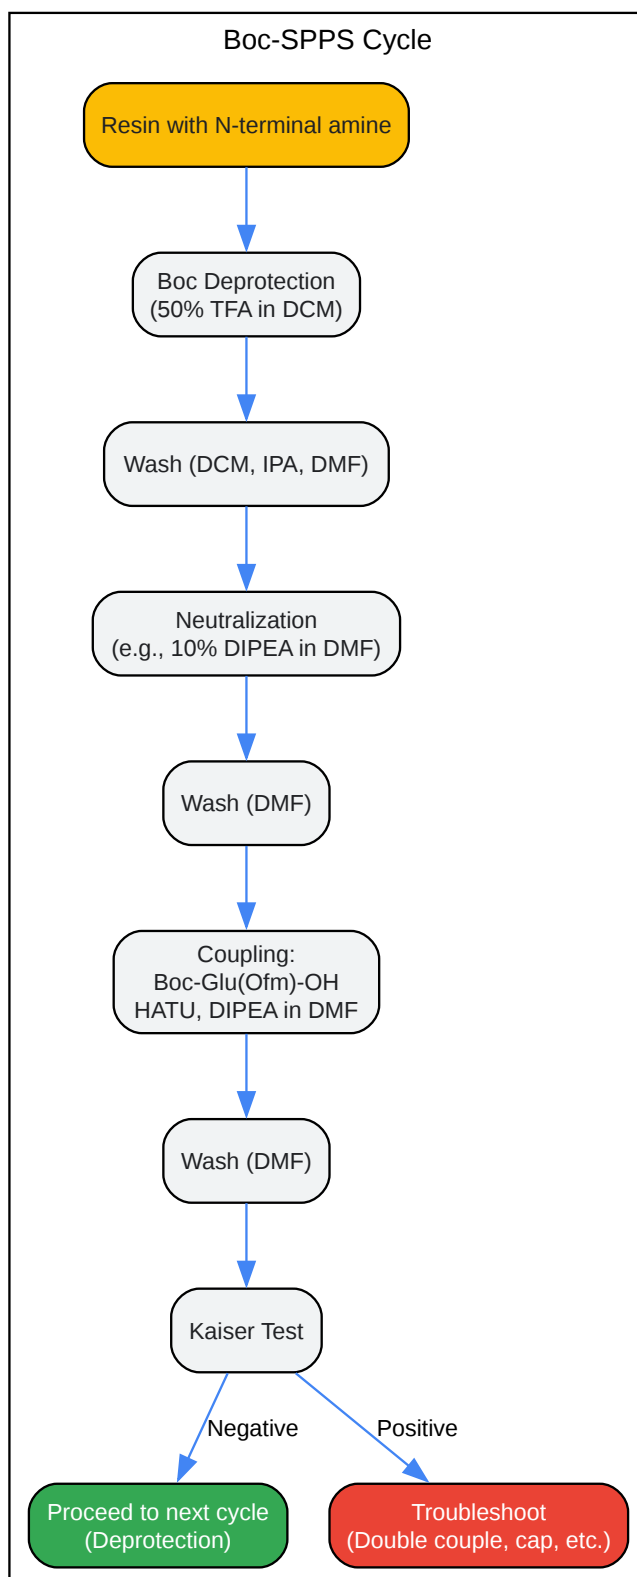 Boc-SPPS Cycle
Resin with N-terminal amine
Boc Deprotection
(50% TFA in DCM)
Wash (DCM, IPA, DMF)
Neutralization
(e.g., 10% DIPEA in DMF)
Wash (DMF)
Coupling:
Boc-Glu(Ofm)-OH
HATU, DIPEA in DMF
Wash (DMF)
Kaiser Test
Negative
Positive
Proceed to next cycle
(Deprotection)
Troubleshoot
(Double couple, cap, etc.)